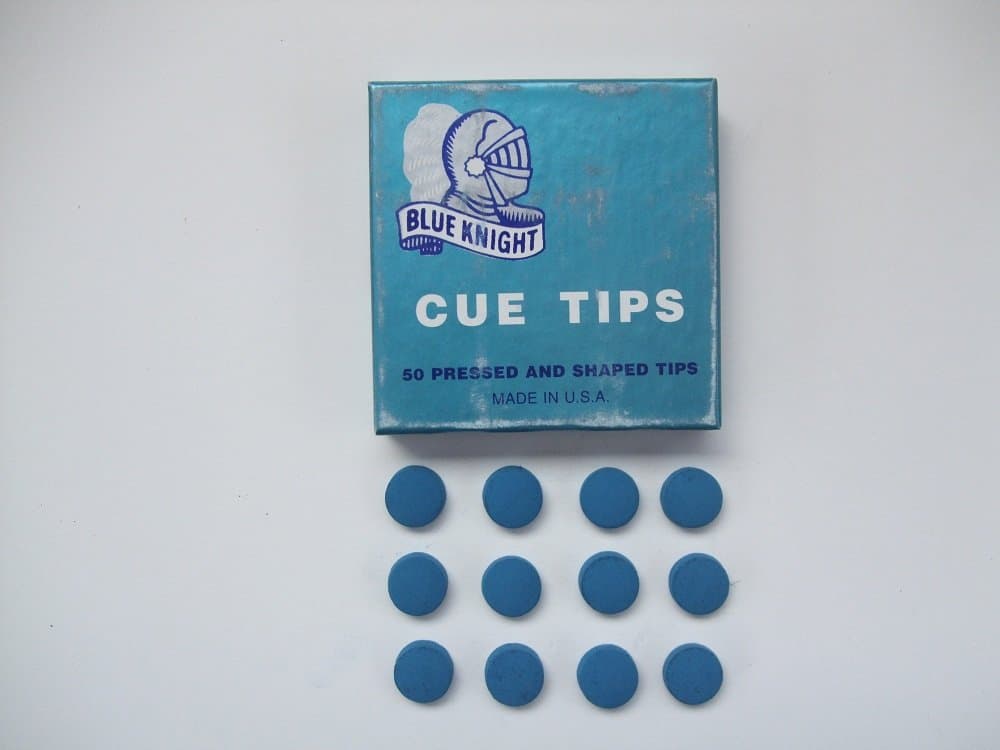 BLUE KNIGHT
CUE TIPS
50 PRESSED AND SHAPED TIPS
MADE IN U.S.A.